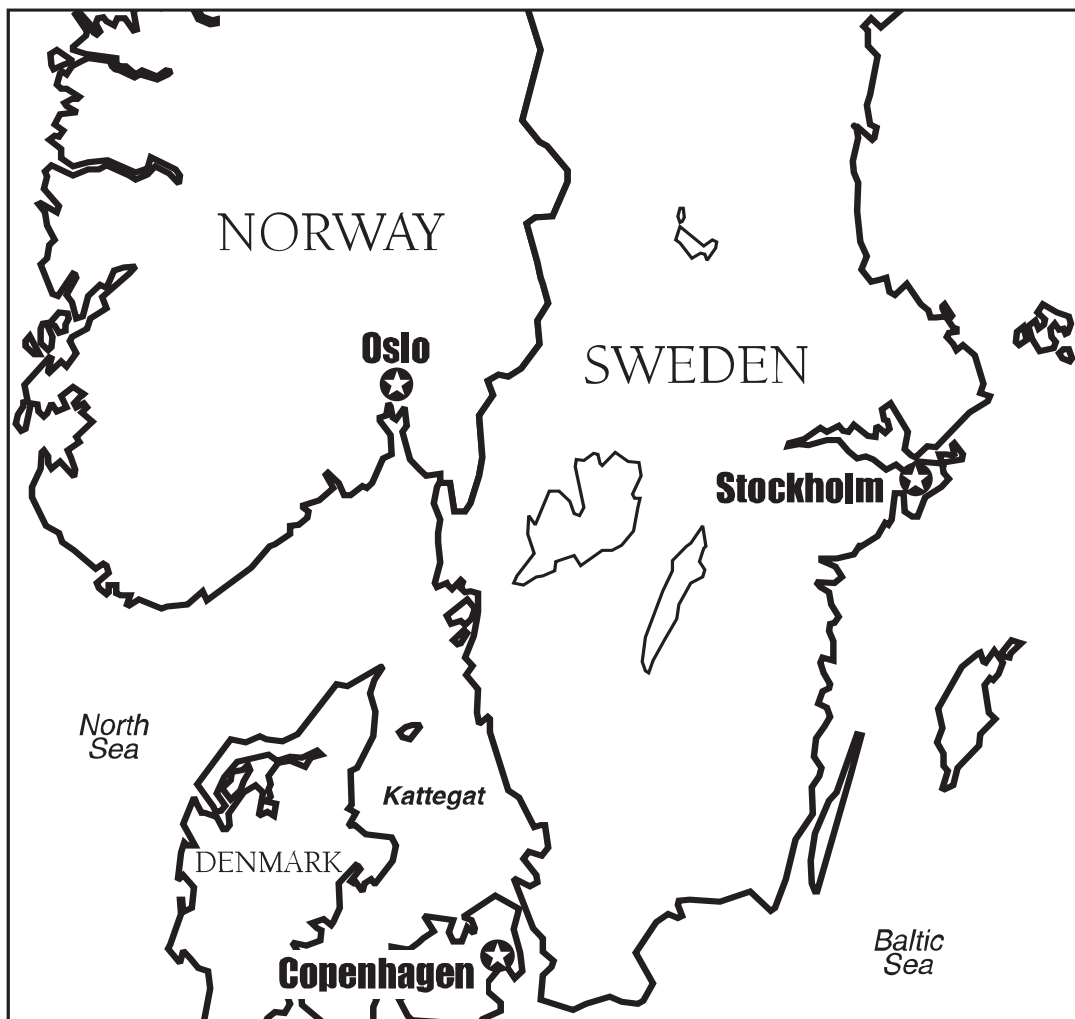 NORWAY
Oslo
SWEDEN
Stockholm
North
Sea
Kattegat
DENMARK
Baltic
Sea
Copenhagen